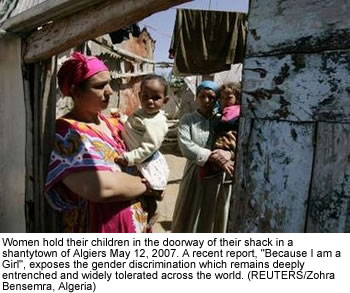 Women hold their children in the doorway of their shack in a
shantytown of Algiers May 12, 2007. A recent report, "Because I am a
Girl", exposes the gender discrimination which remains deeply
entrenched and widely tolerated across the world. (REUTERS/Zohra
Bensemra, Algeria)